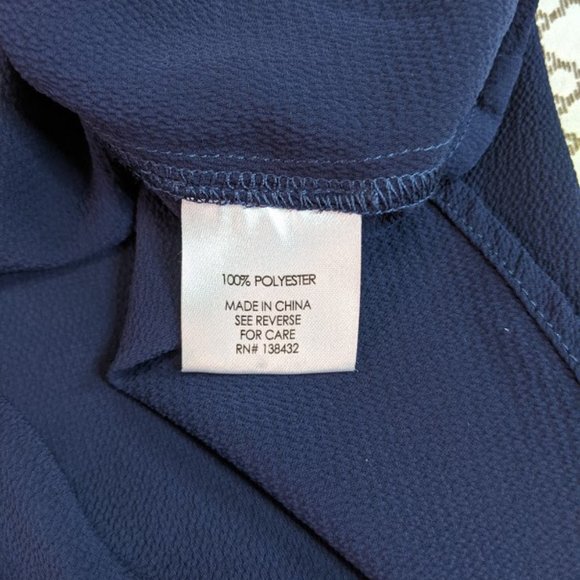 100% POLYESTER
MADE IN CHINA
SEE REVERSE
FOR CARE
RN# 138432